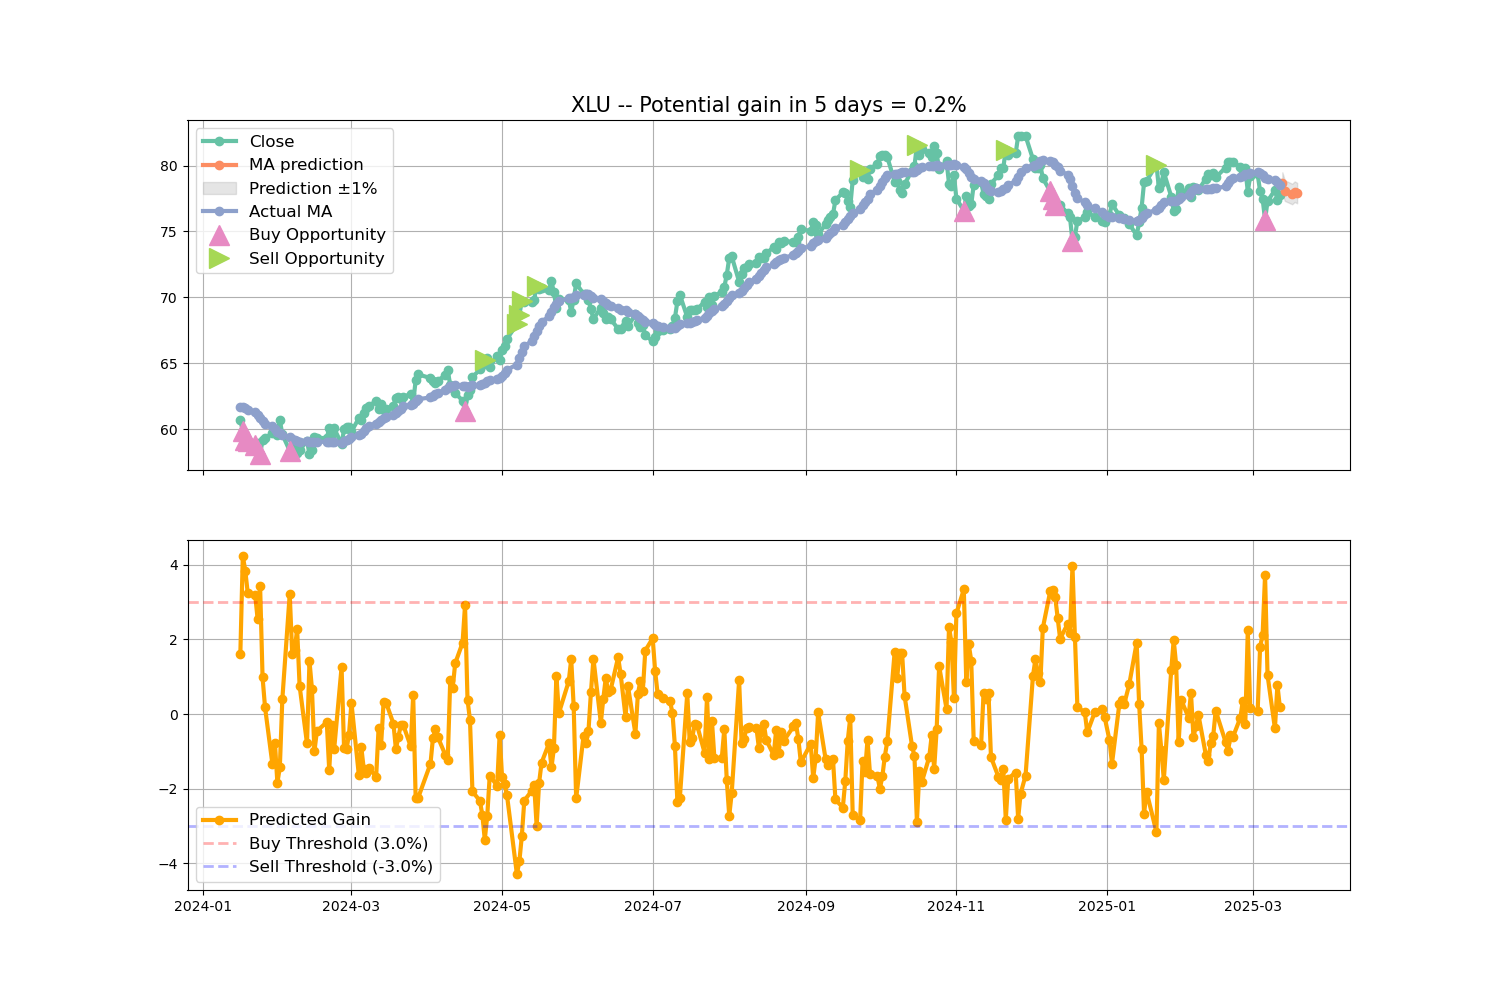 XLU -- Potential gain in 5 days = 0.2%
Close
MA prediction
Prediction ±1%
Actual MA
Buy Opportunity
Sell Opportunity
80
75
70
65
60
4
2
0
−2
−4
Predicted Gain
Buy Threshold (3.0%)
Sell Threshold (-3.0%)
2024-01 2024-03 2024-05 2024-07 2024-09 2024-11 2025-01 2025-03